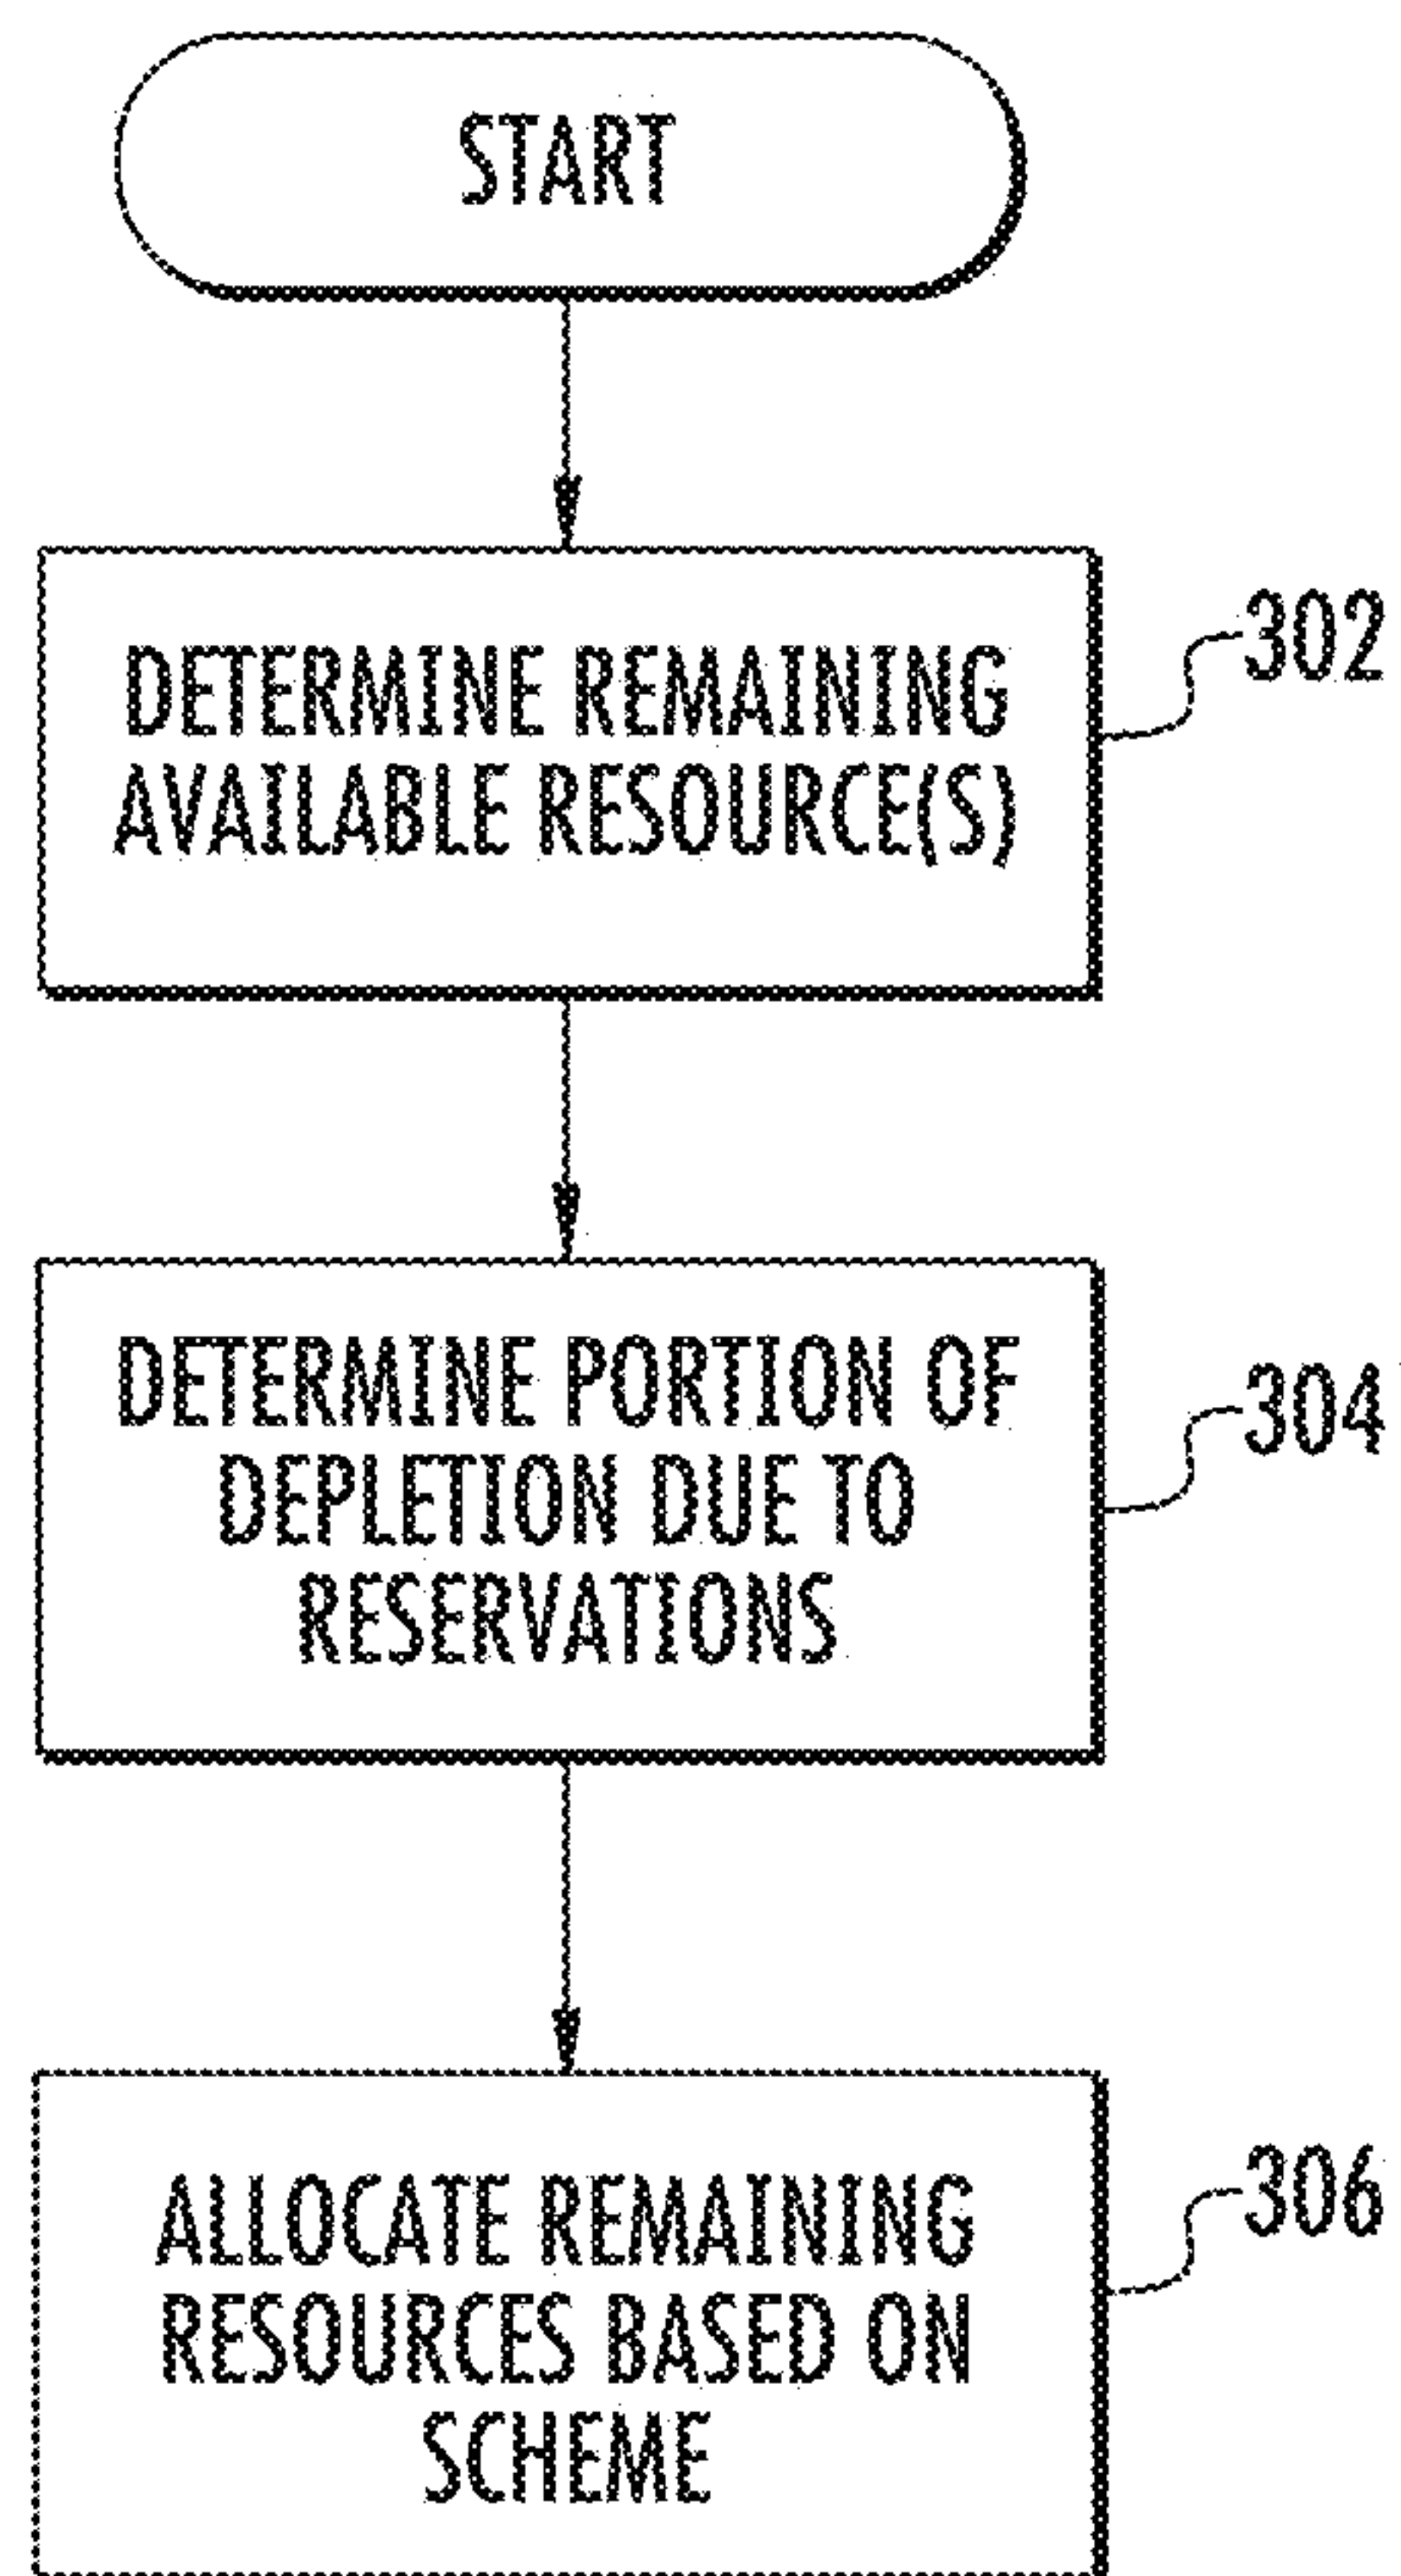 START
DETERMINE REMAINING
AVAILABLE RESOURCE(S)
302
DETERMINE PORTION OF
DEPLETION DUE TO
RESERVATIONS
304
ALLOCATE REMAINING
RESOURCES BASED ON
SCHEME
306